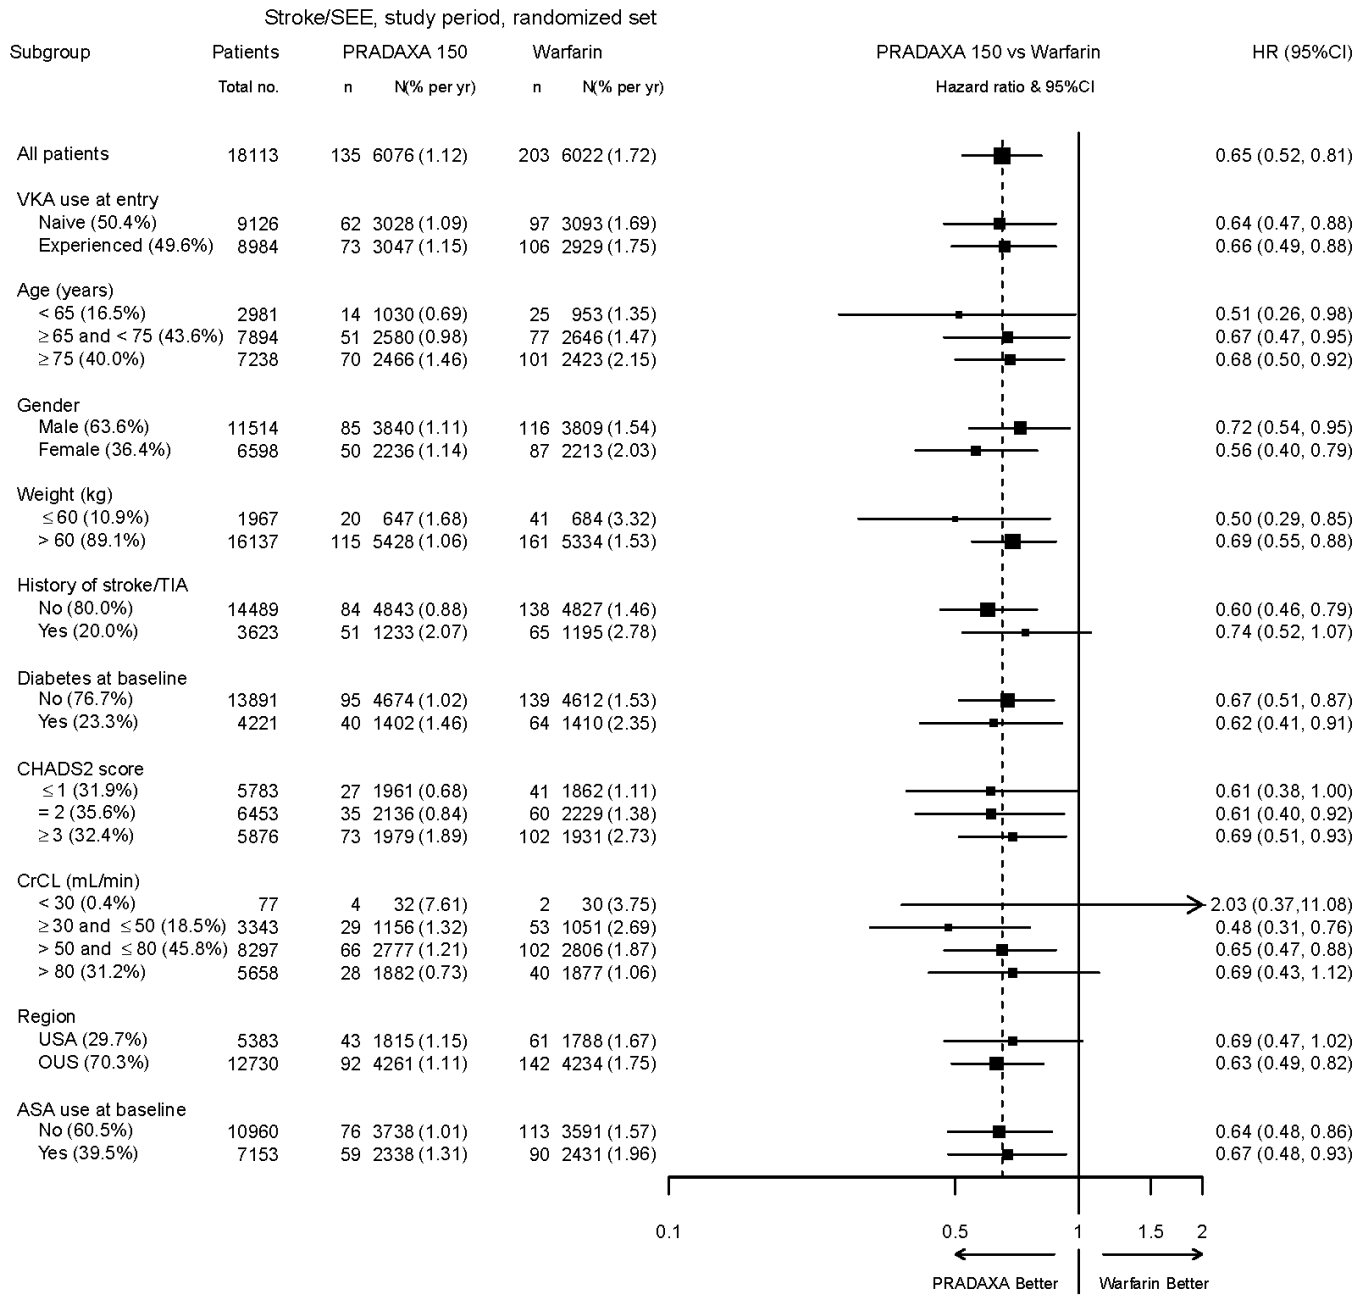 Stroke/SEE, study period, randomized set
Subgroup Patients PRADAXA 150 Warfarin PRADAXA 150 vs Warfarin HR (95%CI)
Total no. n N(% per yr) n N(% per yr) Hazard ratio & 95%CI
All patients 18113 135 6076 (1.12) 203 6022 (1.72) 0.65 (0.52, 0.81)
VKA use at entry
Naive (50.4%) 9126 62 3028 (1.09) 97 3093 (1.69) 0.64 (0.47, 0.88)
Experienced (49.6%) 8984 73 3047 (1.15) 106 2929 (1.75) 0.66 (0.49, 0.88)
Age (years)
< 65 (16.5%) 2981 14 1030 (0.69) 25 953 (1.35) 0.51 (0.26, 0.98)
≥ 65 and < 75 (43.6%) 7894 51 2580 (0.98) 77 2646 (1.47) 0.67 (0.47, 0.95)
≥ 75 (40.0%) 7238 70 2466 (1.46) 101 2423 (2.15) 0.68 (0.50, 0.92)
Gender
Male (63.6%) 11514 85 3840 (1.11) 116 3809 (1.54) 0.72 (0.54, 0.95)
Female (36.4%) 6598 50 2236 (1.14) 87 2213 (2.03) 0.56 (0.40, 0.79)
Weight (kg)
≤ 60 (10.9%) 1967 20 647 (1.68) 41 684 (3.32) 0.50 (0.29, 0.85)
> 60 (89.1%) 16137 115 5428 (1.06) 161 5334 (1.53) 0.69 (0.55, 0.88)
History of stroke/TIA
No (80.0%) 14489 84 4843 (0.88) 138 4827 (1.46) 0.60 (0.46, 0.79)
Yes (20.0%) 3623 51 1233 (2.07) 65 1195 (2.78) 0.74 (0.52, 1.07)
Diabetes at baseline
No (76.7%) 13891 95 4674 (1.02) 139 4612 (1.53) 0.67 (0.51, 0.87)
Yes (23.3%) 4221 40 1402 (1.46) 64 1410 (2.35) 0.62 (0.41, 0.91)
CHADS2 score
≤ 1 (31.9%) 5783 27 1961 (0.68) 41 1862 (1.11) 0.61 (0.38, 1.00)
= 2 (35.6%) 6453 35 2136 (0.84) 60 2229 (1.38) 0.61 (0.40, 0.92)
≥ 3 (32.4%) 5876 73 1979 (1.89) 102 1931 (2.73) 0.69 (0.51, 0.93)
CrCL (mL/min)
< 30 (0.4%) 77 4 32 (7.61) 2 30 (3.75) 2.03 (0.37,11.08)
≥ 30 and ≤ 50 (18.5%) 3343 29 1156 (1.32) 53 1051 (2.69) 0.48 (0.31, 0.76)
> 50 and ≤ 80 (45.8%) 8297 66 2777 (1.21) 102 2806 (1.87) 0.65 (0.47, 0.88)
> 80 (31.2%) 5658 28 1882 (0.73) 40 1877 (1.06) 0.69 (0.43, 1.12)
Region
USA (29.7%) 5383 43 1815 (1.15) 61 1788 (1.67) 0.69 (0.47, 1.02)
OUS (70.3%) 12730 92 4261 (1.11) 142 4234 (1.75) 0.63 (0.49, 0.82)
ASA use at baseline
No (60.5%) 10960 76 3738 (1.01) 113 3591 (1.57) 0.64 (0.48, 0.86)
Yes (39.5%) 7153 59 2338 (1.31) 90 2431 (1.96) 0.67 (0.48, 0.93)
0.1 0.5 1 1.5 2
PRADAXA Better Warfarin Better